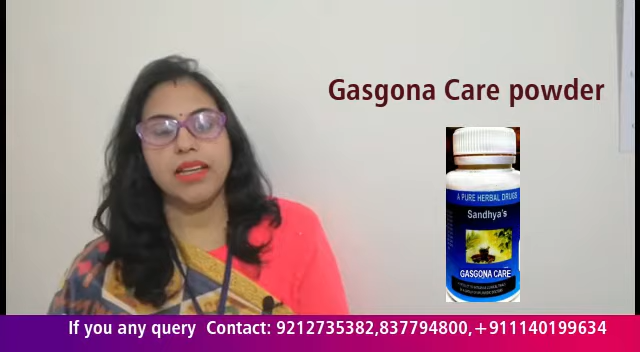 Gasgona Care powder
A PURE HERBAL DRUGS
Sandhya's
GASGONA CARE
If you any query Contact: 9212735382,837794800,+911140199634